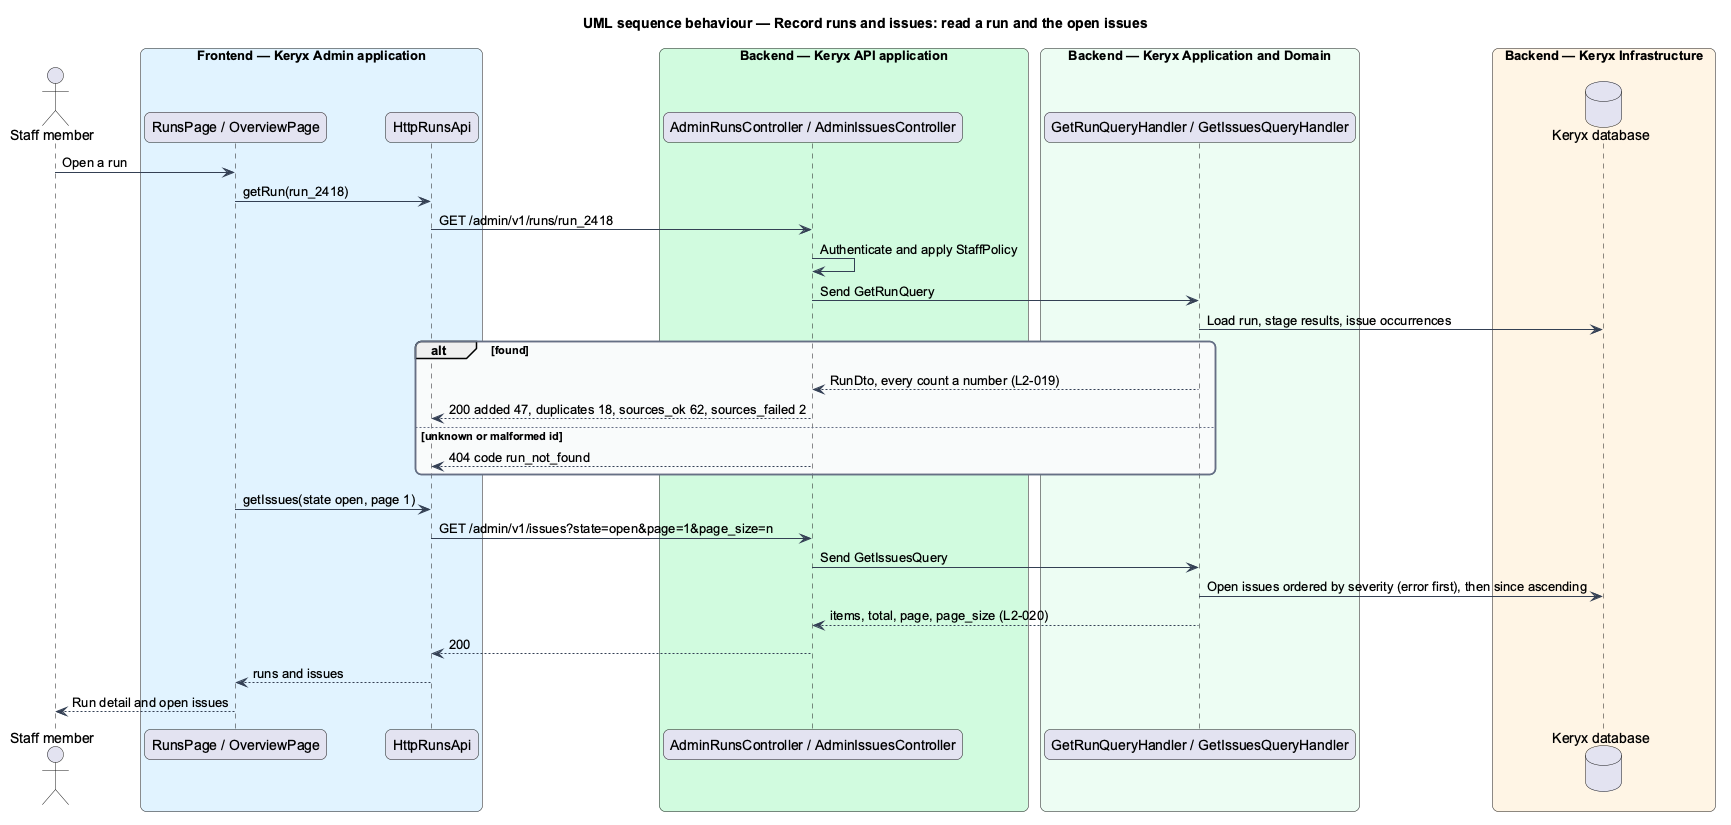 UML sequence behaviour — Record runs and issues: read a run and the open issues
Frontend — Keryx Admin application
Backend — Keryx API application
Backend — Keryx Application and Domain
Backend — Keryx Infrastructure
Staff member
RunsPage / OverviewPage
HttpRunsApi
AdminRunsController / AdminIssuesController
GetRunQueryHandler / GetIssuesQueryHandler
Keryx database
Open a run
getRun(run_2418)
GET /admin/v1/runs/run_2418
Authenticate and apply StaffPolicy
Send GetRunQuery
Load run, stage results, issue occurrences
alt [found]
RunDto, every count a number (L2-019)
200 added 47, duplicates 18, sources_ok 62, sources_failed 2
[unknown or malformed id]
404 code run_not_found
getIssues(state open, page 1)
GET /admin/v1/issues?state=open&page=1&page_size=n
Send GetIssuesQuery
Open issues ordered by severity (error first), then since ascending
items, total, page, page_size (L2-020)
200
runs and issues
Run detail and open issues
Staff member
RunsPage / OverviewPage
HttpRunsApi
AdminRunsController / AdminIssuesController
GetRunQueryHandler / GetIssuesQueryHandler
Keryx database